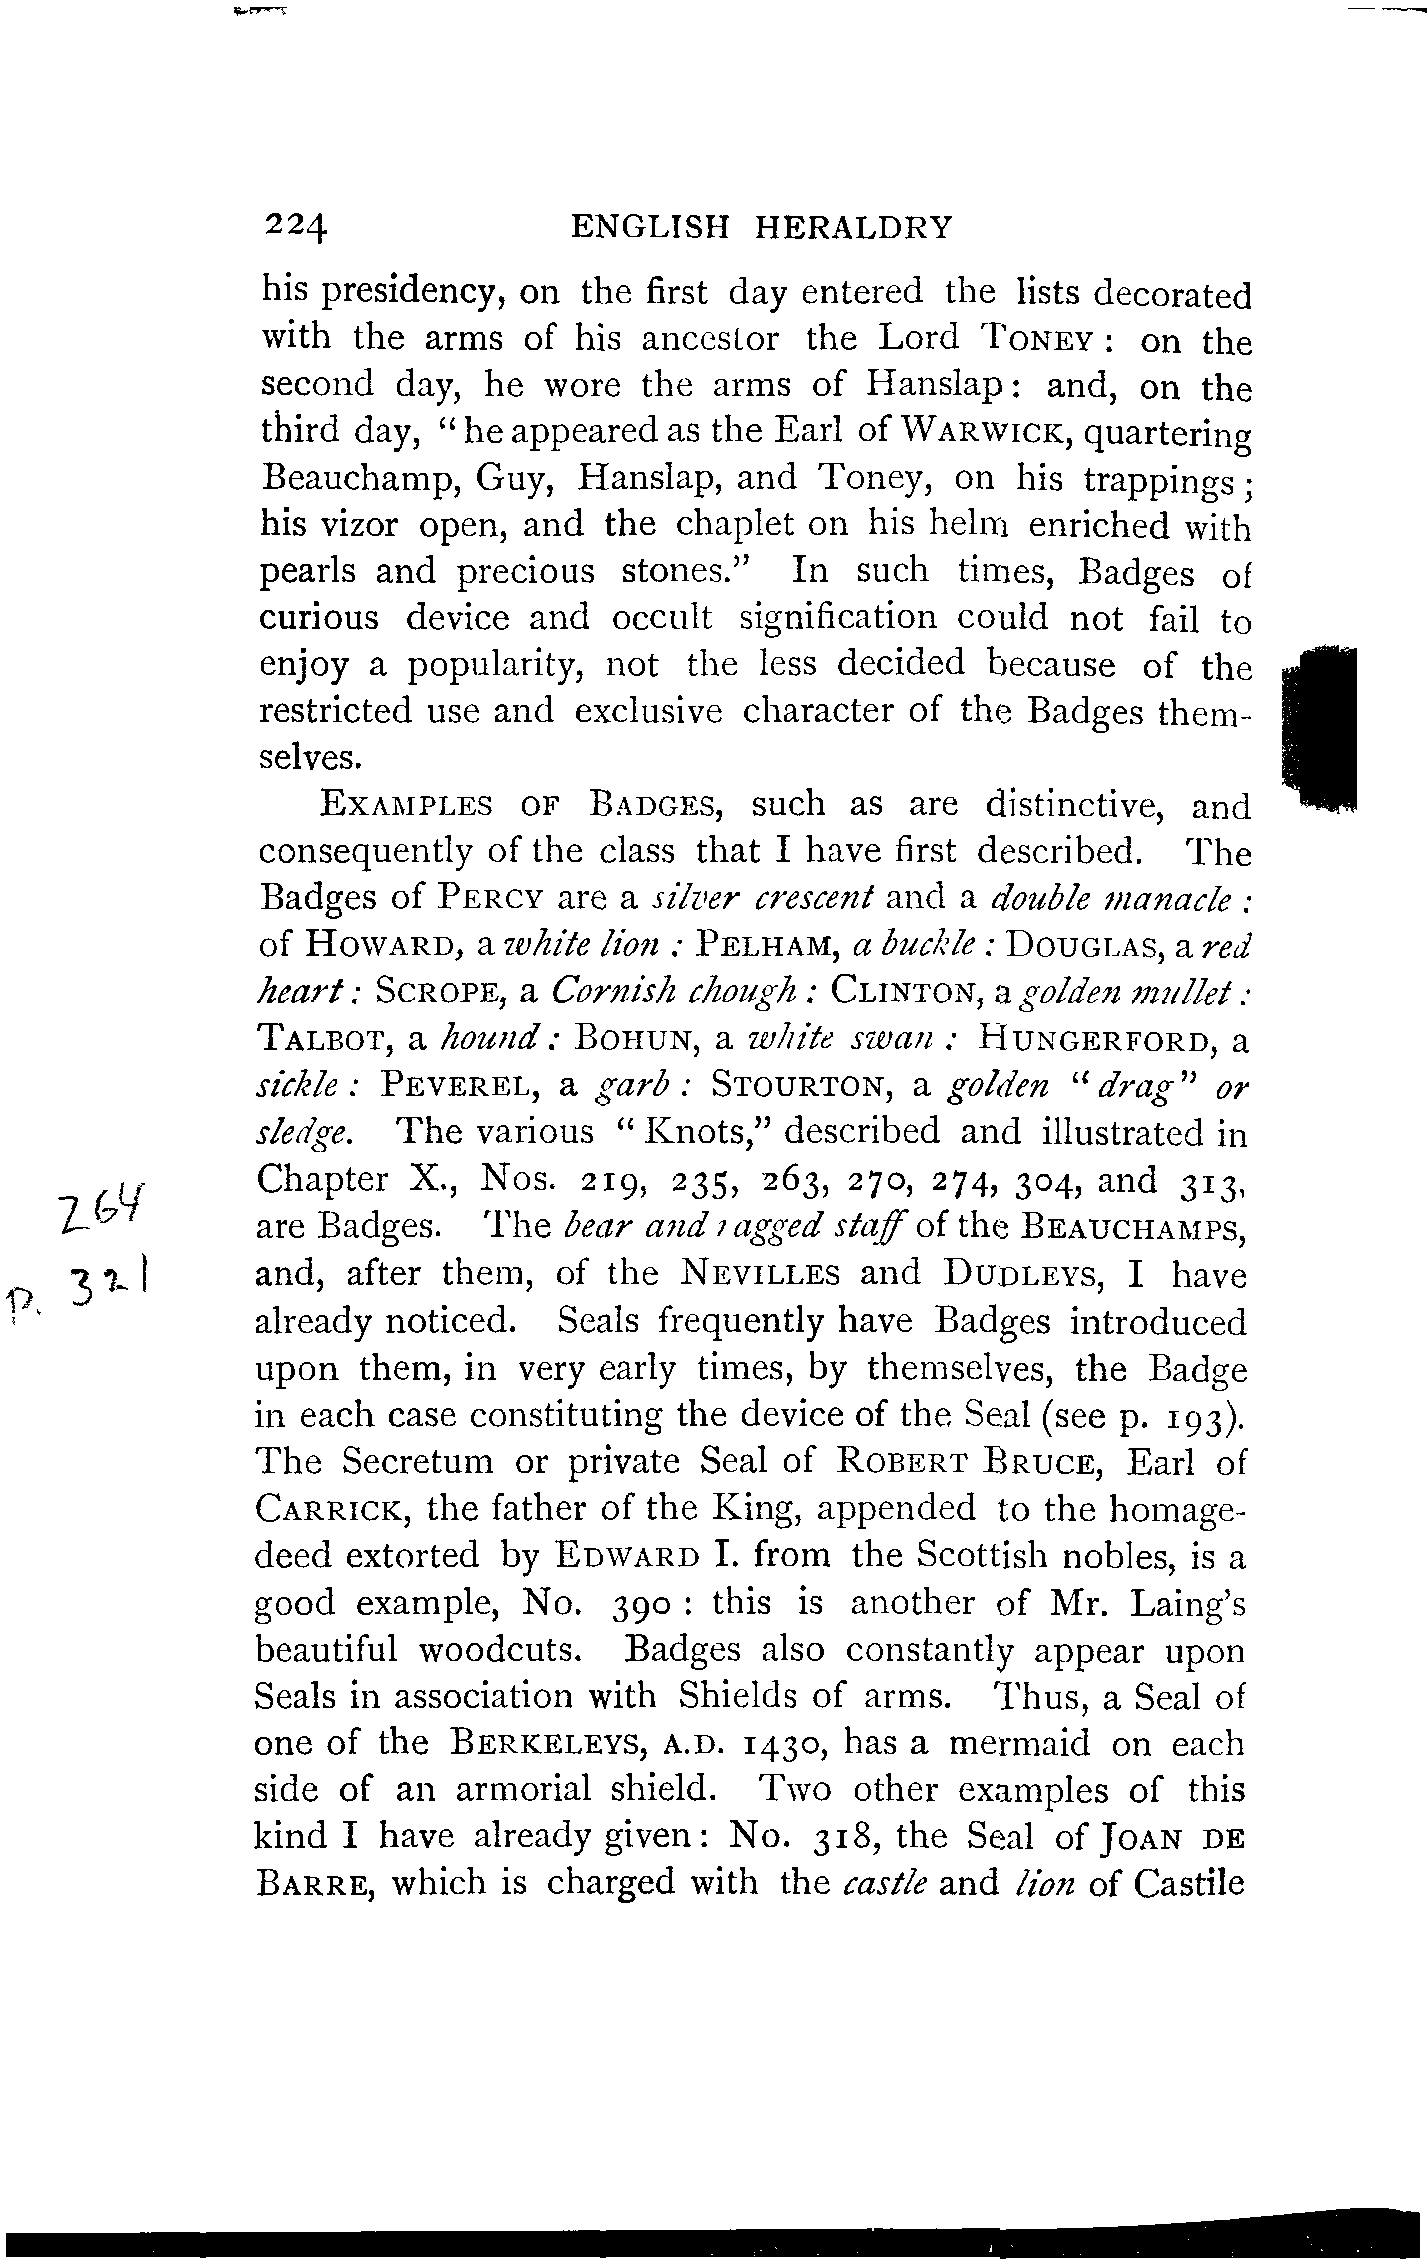 224 ENGLISH HERALDRY
his presidency, on the first day entered the lists decorated
with the arms of his ancestor the Lord TONEY : on the
second day, he wore the arms of Hanslap : and, on the
third day, “ he appeared as the Earl of WARWICK, quartering
Beauchamp, Guy, Hanslap, and Toney, on his trappings ;
his vizor open, and the chaplet on his helm enriched with
pearls and precious stones.” In such times, Badges of
curious device and occult signification could not fail to
enjoy a popularity, not the less decided because of the
restricted use and exclusive character of the Badges them-
selves.
EXAMPLES OF BADGES, such as are distinctive, and
consequently of the class that I have first described. The
Badges of PERCY are a silver crescent and a double manacle :
of HOWARD, a white lion : PELHAM, a buckle : DOUGLAS, a red
heart : SCROPE, a Cornish chough : CLINTON, a golden mullet :
TALBOT, a hound : BOHUN, a white swan : HUNGERFORD, a
sickle : PEVEREL, a garb : STOURTON, a golden “ drag” or
sledge. The various “ Knots,” described and illustrated in
Chapter X., Nos. 219, 235, 263, 270, 274, 304, and 313,
264
are Badges. The bear and ragged staff of the BEAUCHAMPS,
and, after them, of the NEVILLES and DUDLEYS, I have
p. 321
already noticed. Seals frequently have Badges introduced
upon them, in very early times, by themselves, the Badge
in each case constituting the device of the Seal (see p. 193).
The Secretum or private Seal of ROBERT BRUCE, Earl of
CARRICK, the father of the King, appended to the homage-
deed extorted by EDWARD I. from the Scottish nobles, is a
good example, No. 390 : this is another of Mr. Laing’s
beautiful woodcuts. Badges also constantly appear upon
Seals in association with Shields of arms. Thus, a Seal of
one of the BERKELEYS, A.D. 1430, has a mermaid on each
side of an armorial shield. Two other examples of this
kind I have already given : No. 318, the Seal of JOAN DE
BARRE, which is charged with the castle and lion of Castile